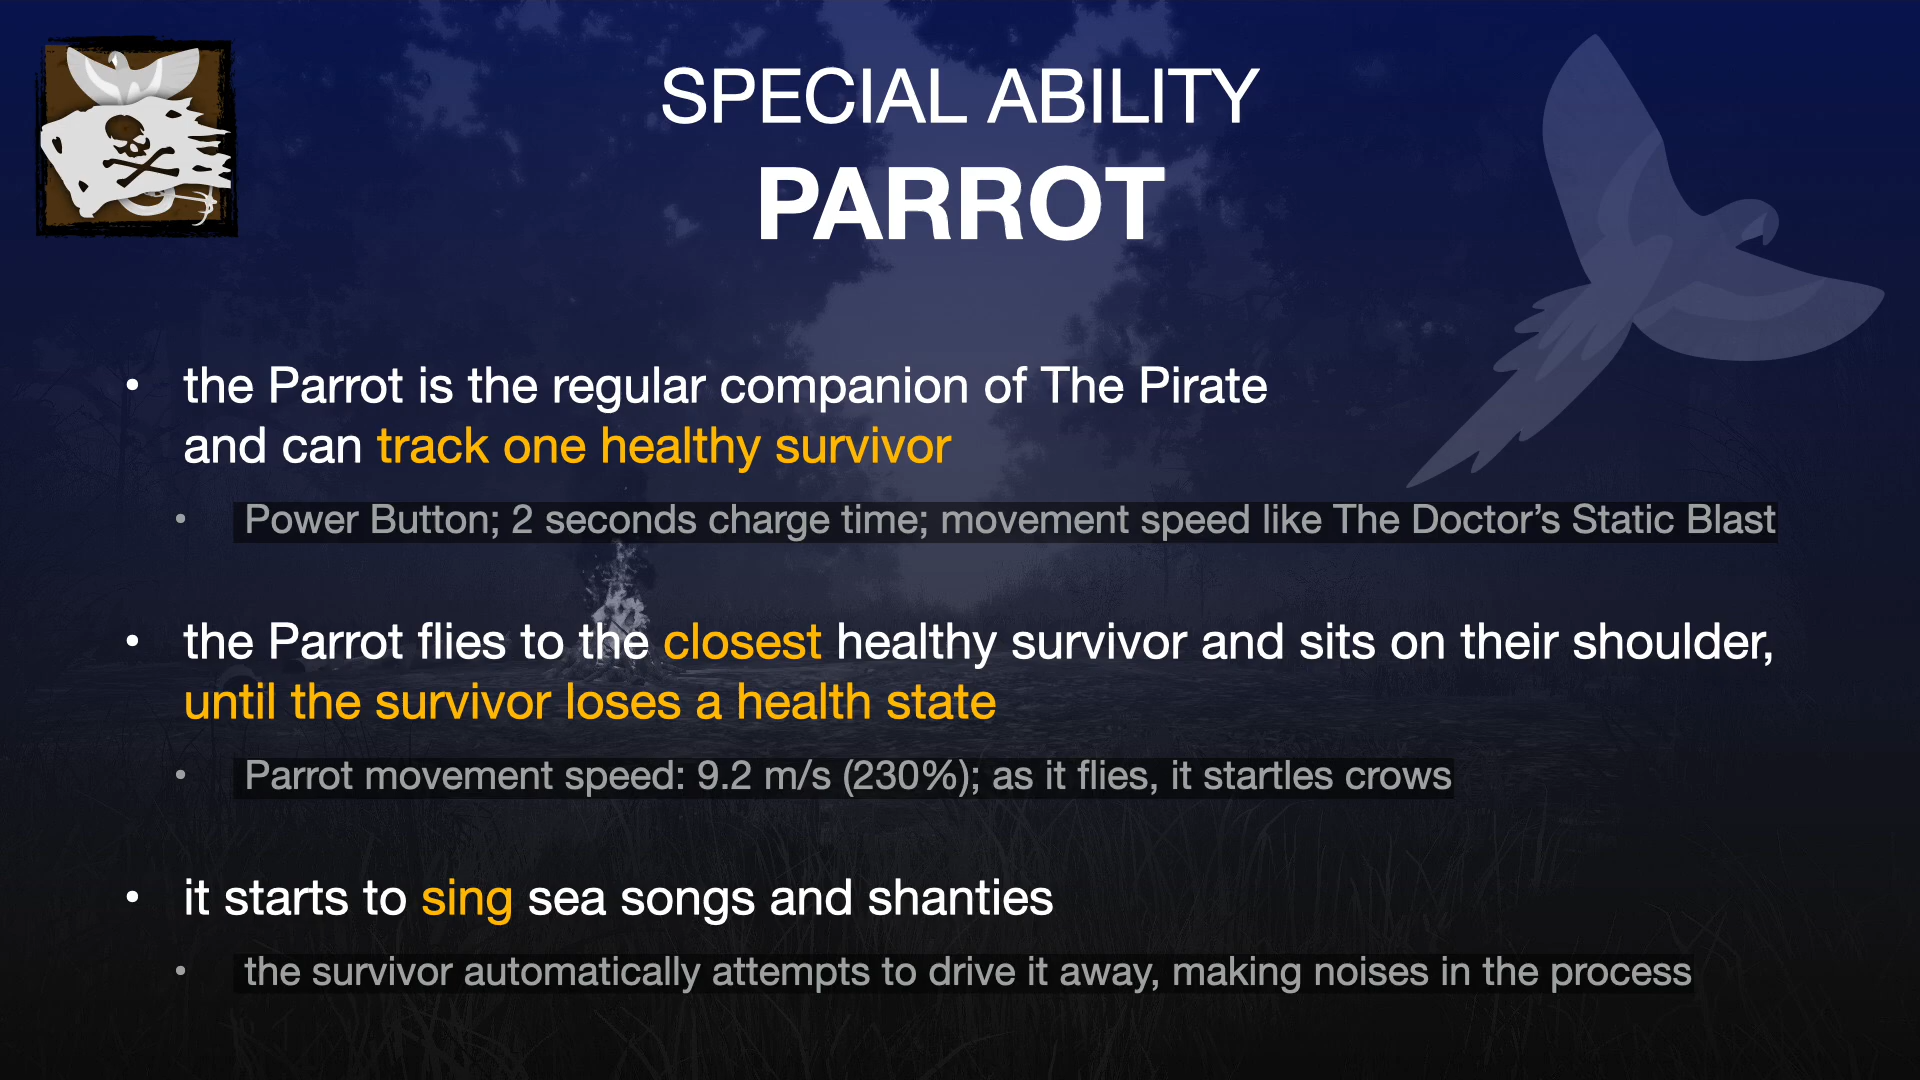 SPECIAL ABILITY
PARROT
• the Parrot is the regular companion of The Pirate
and can track one healthy survivor
• Power Button; 2 seconds charge time; movement speed like The Doctor’s Static Blast
• the Parrot flies to the closest healthy survivor and sits on their shoulder,
until the survivor loses a health state
• Parrot movement speed: 9.2 m/s (230%); as it flies, it startles crows
• it starts to sing sea songs and shanties
• the survivor automatically attempts to drive it away, making noises in the process